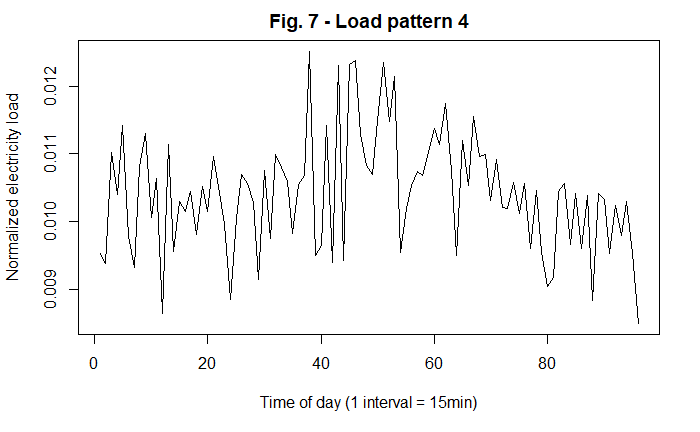 Fig. 7 - Load pattern 4
Normalized electricity load
0.012
0.011
0.010
0.009
0 20 40 60 80
Time of day (1 interval = 15min)